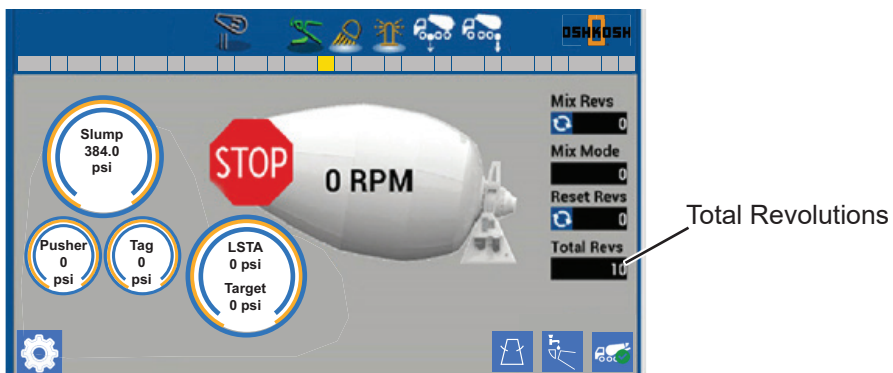 OSHKOSH
Mix Revs
0
Mix Mode
0
Reset Revs
0
Total Revs
10
Total Revolutions
STOP
0 RPM
Slump
384.0
psi
Pusher
0
psi
Tag
0
psi
LSTA
0 psi
Target
0 psi